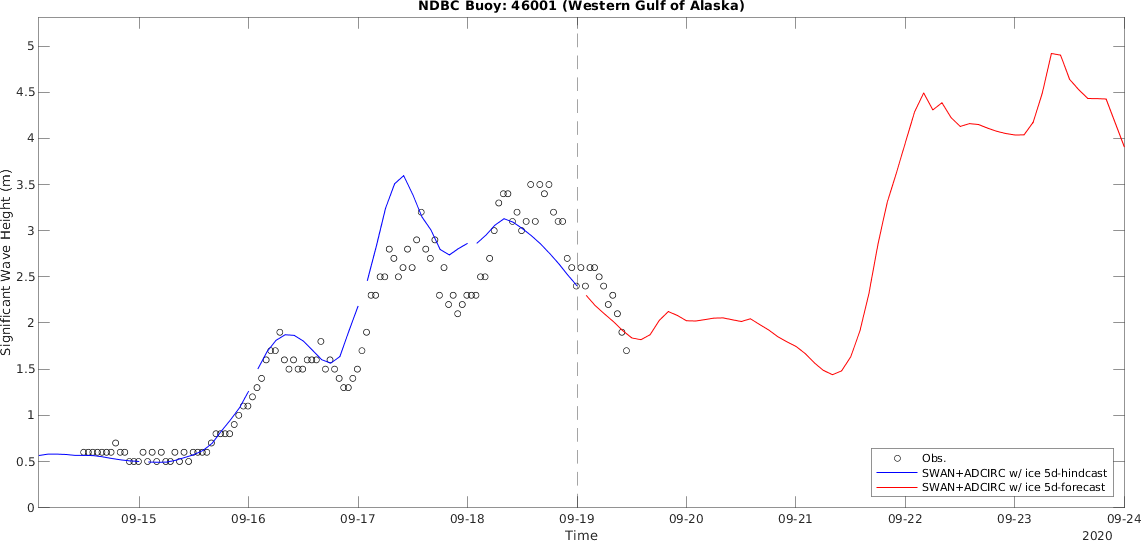 NDBC Buoy: 46001 (Western Gulf of Alaska)
5
4.5
4
3.5
3
2.5
2
1.5
1
0.5
0
Significant Wave Height (m)
Obs.
SWAN+ADCIRC w/ ice 5d-hindcast
SWAN+ADCIRC w/ ice 5d-forecast
09-15 09-16 09-17 09-18 09-19 09-20 09-21 09-22 09-23 09-24
Time
2020